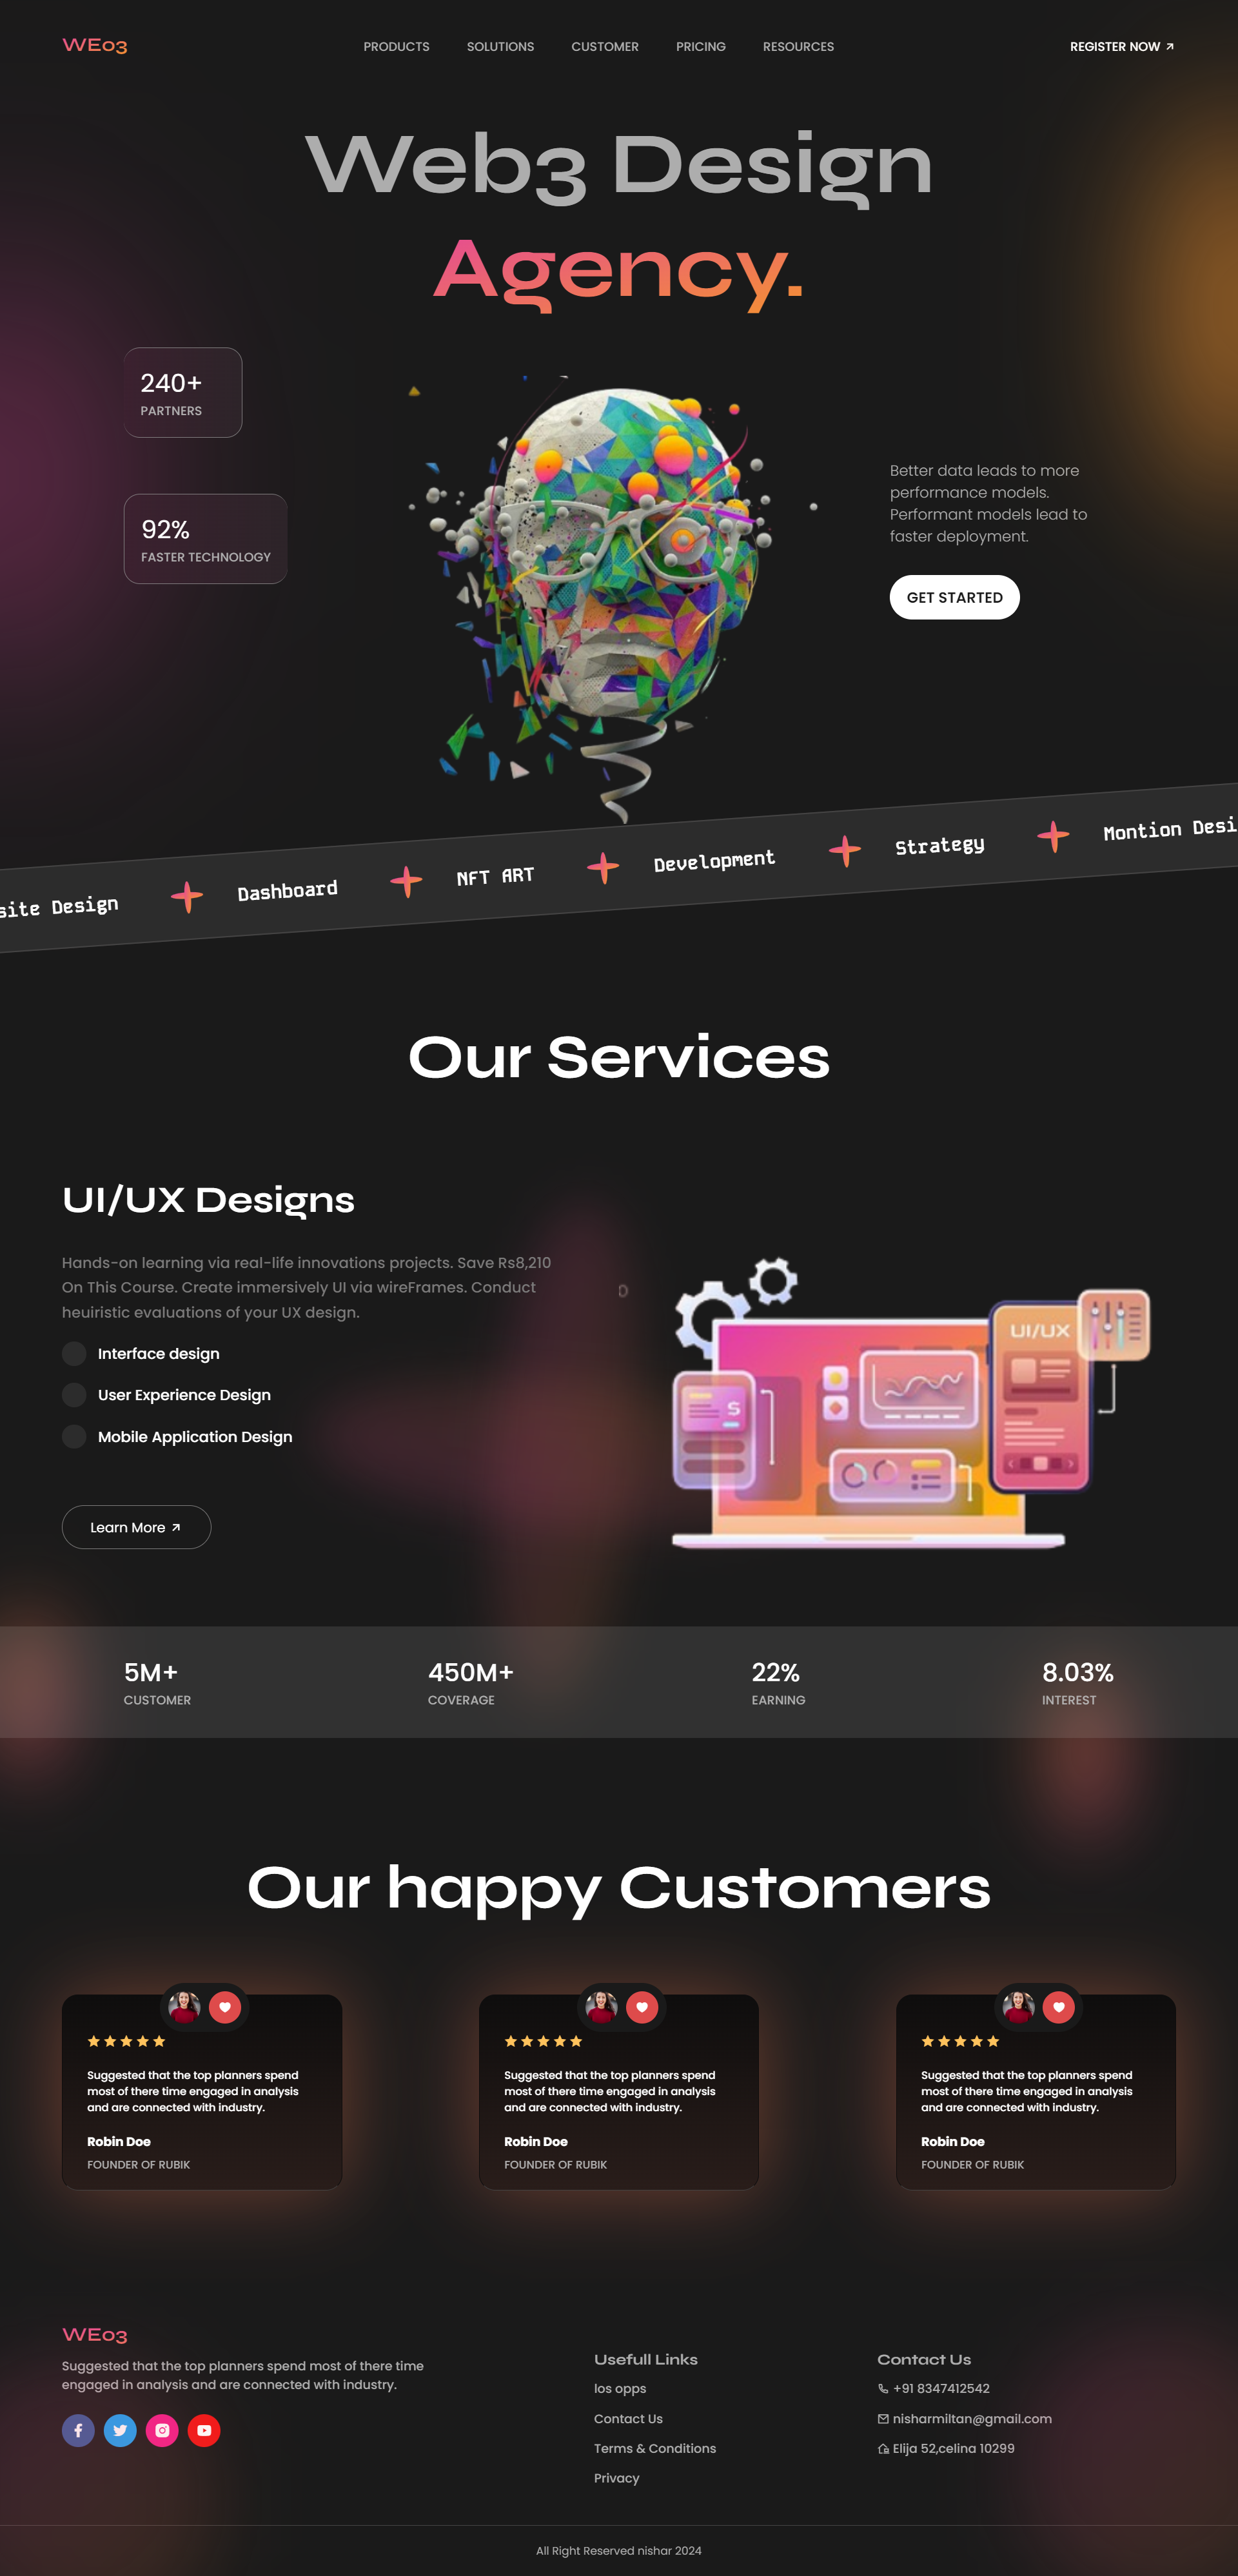 WE03
PRODUCTS
SOLUTIONS
CUSTOMER
PRICING
RESOURCES
REGISTER NOW
Web3 Design
Agency.
240+
PARTNERS
92%
FASTER TECHNOLOGY
Better data leads to more
performance models.
Performant models lead to
faster deployment.
GET STARTED
site Design
Dashboard
NFT ART
Development
Strategy
Montion Desi
Our Services
UI/UX Designs
Hands-on learning via real-life innovations projects. Save Rs8,210
On This Course. Create immersively UI via wireFrames. Conduct
heuiristic evaluations of your UX design.
Interface design
User Experience Design
Mobile Application Design
Learn More
UI/UX
S
5M+
CUSTOMER
450M+
COVERAGE
22%
EARNING
8.03%
INTEREST
Our happy Customers
Suggested that the top planners spend
most of there time engaged in analysis
and are connected with industry.
Robin Doe
FOUNDER OF RUBIK
Suggested that the top planners spend
most of there time engaged in analysis
and are connected with industry.
Robin Doe
FOUNDER OF RUBIK
Suggested that the top planners spend
most of there time engaged in analysis
and are connected with industry.
Robin Doe
FOUNDER OF RUBIK
WE03
Suggested that the top planners spend most of there time
engaged in analysis and are connected with industry.
Usefull Links
los opps
Contact Us
Terms & Conditions
Privacy
Contact Us
+91 8347412542
nisharmiltan@gmail.com
Elija 52,celina 10299
All Right Reserved nishar 2024